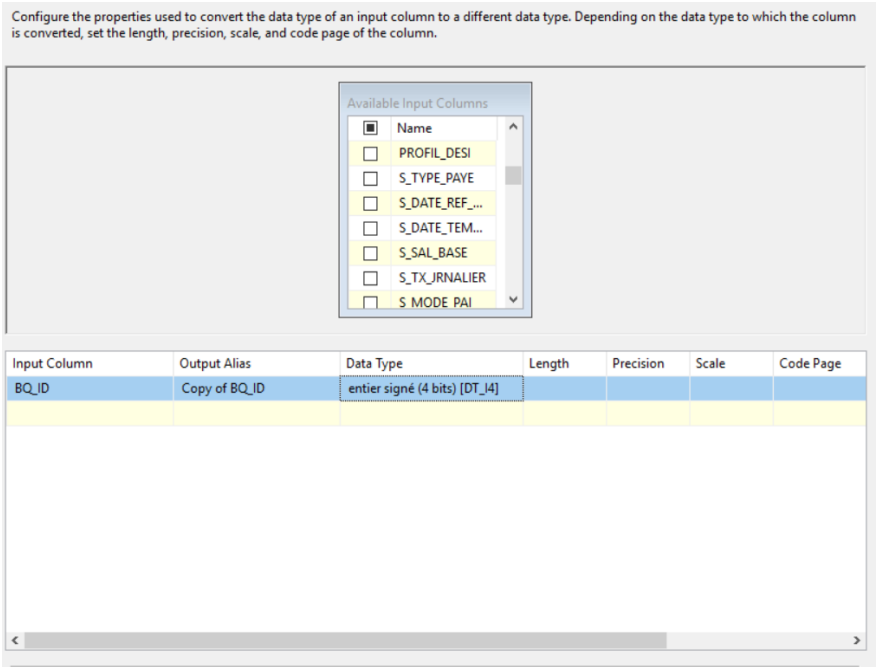 Configure the properties used to convert the data type of an input column to a different data type. Depending on the data type to which the column
is converted, set the length, precision, scale, and code page of the column.
Available Input Columns
Name
PROFIL_DESI
S_TYPE_PAYE
S_DATE_REF_...
S_DATE_TEM...
S_SAL_BASE
S_TX_JRNALIER
S_MODE_PAI
Input Column Output Alias Data Type Length Precision Scale Code Page
BQ_ID Copy of BQ_ID entier signé (4 bits) [DT_I4]